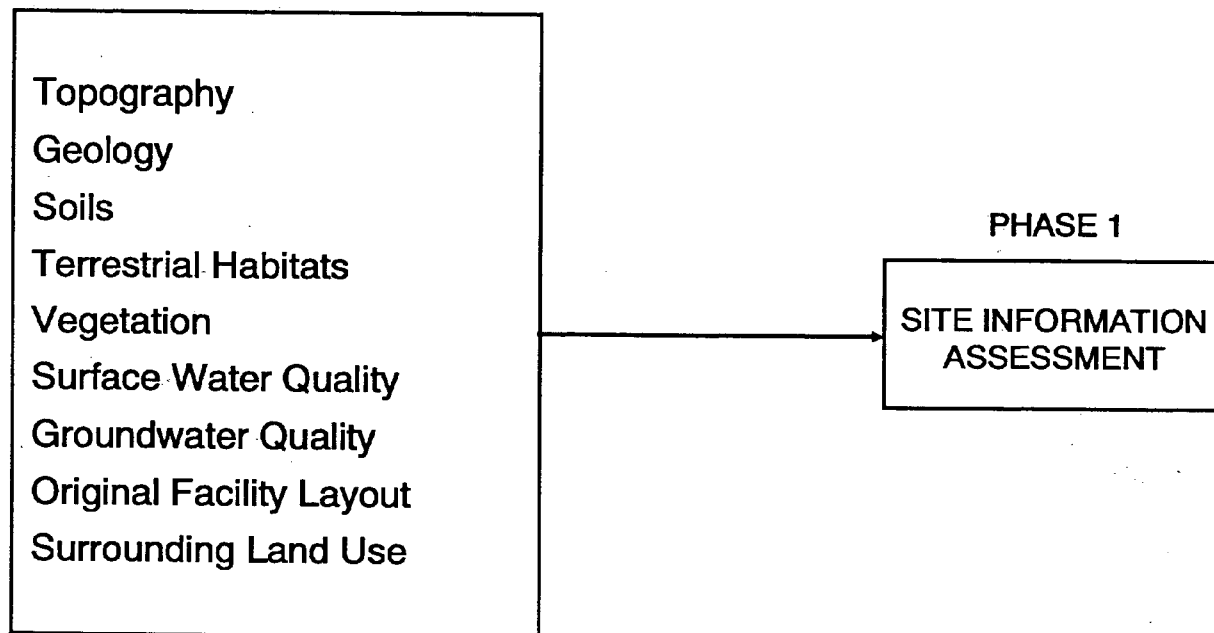 Topography
Geology
Soils
Terrestrial Habitats
Vegetation
Surface Water Quality
Groundwater Quality
Original Facility Layout
Surrounding Land Use
PHASE 1
SITE INFORMATION
ASSESSMENT